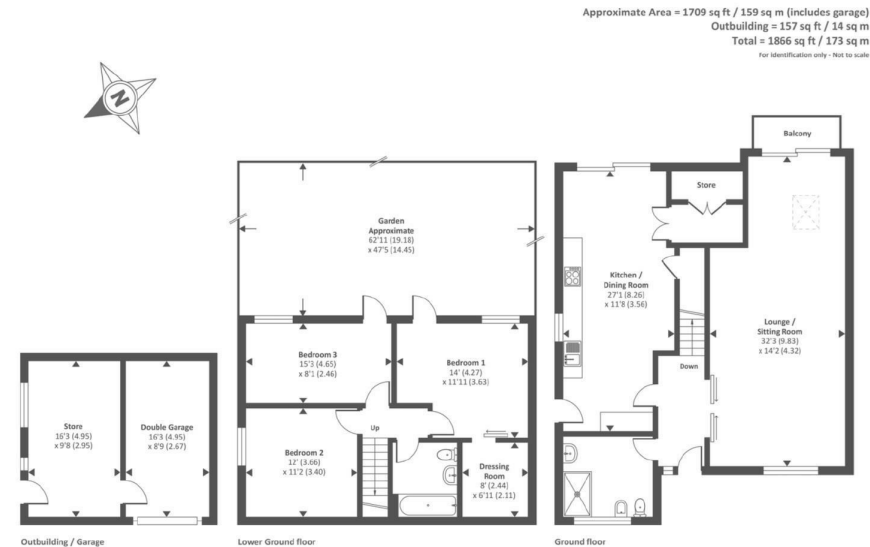 Approximate Area = 1709 sq ft / 159 sq m (includes garage)
Outbuilding = 157 sq ft / 14 sq m
Total = 1866 sq ft / 173 sq m
For identification only - Not to scale
N
Balcony
Store
Garden
Approximate
62'11 (19.18)
x 47'5 (14.45)
Kitchen /
Dining Room
27'1 (8.26)
x 11'8 (3.56)
Lounge /
Sitting Room
32'3 (9.83)
x 14'2 (4.32)
Down
Bedroom 3
15'3 (4.65)
x 8'1 (2.46)
Bedroom 1
14' (4.27)
x 11'11 (3.63)
Store
16'3 (4.95)
x 9'8 (2.95)
Double Garage
16'3 (4.95)
x 8'9 (2.67)
Up
Bedroom 2
12' (3.66)
x 11'2 (3.40)
Dressing
Room
8' (2.44)
x 6'11 (2.11)
Outbuilding / Garage
Lower Ground floor
Ground floor